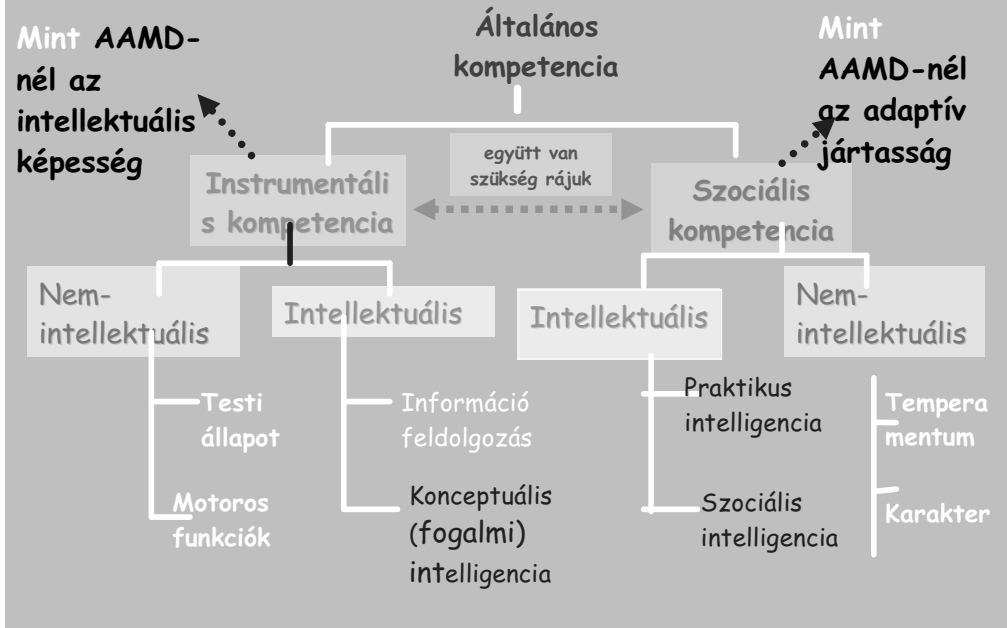 Mint AAMD-
nél az
intellektuális
képesség
Általános
kompetencia
Mint
AAMD-nél
az adaptív
jártasság
együtt van
szükség rájuk
Instrumentáli
s kompetencia
Szociális
kompetencia
Nem-
intellektuális
Intellektuális
Intellektuális
Nem-
intellektuális
Testi
állapot
Motoros
funkciók
Információ
feldolgozás
Konceptuális
(fogalmi)
intelligencia
Praktikus
intelligencia
Szociális
intelligencia
Tempera
mentum
Karakter